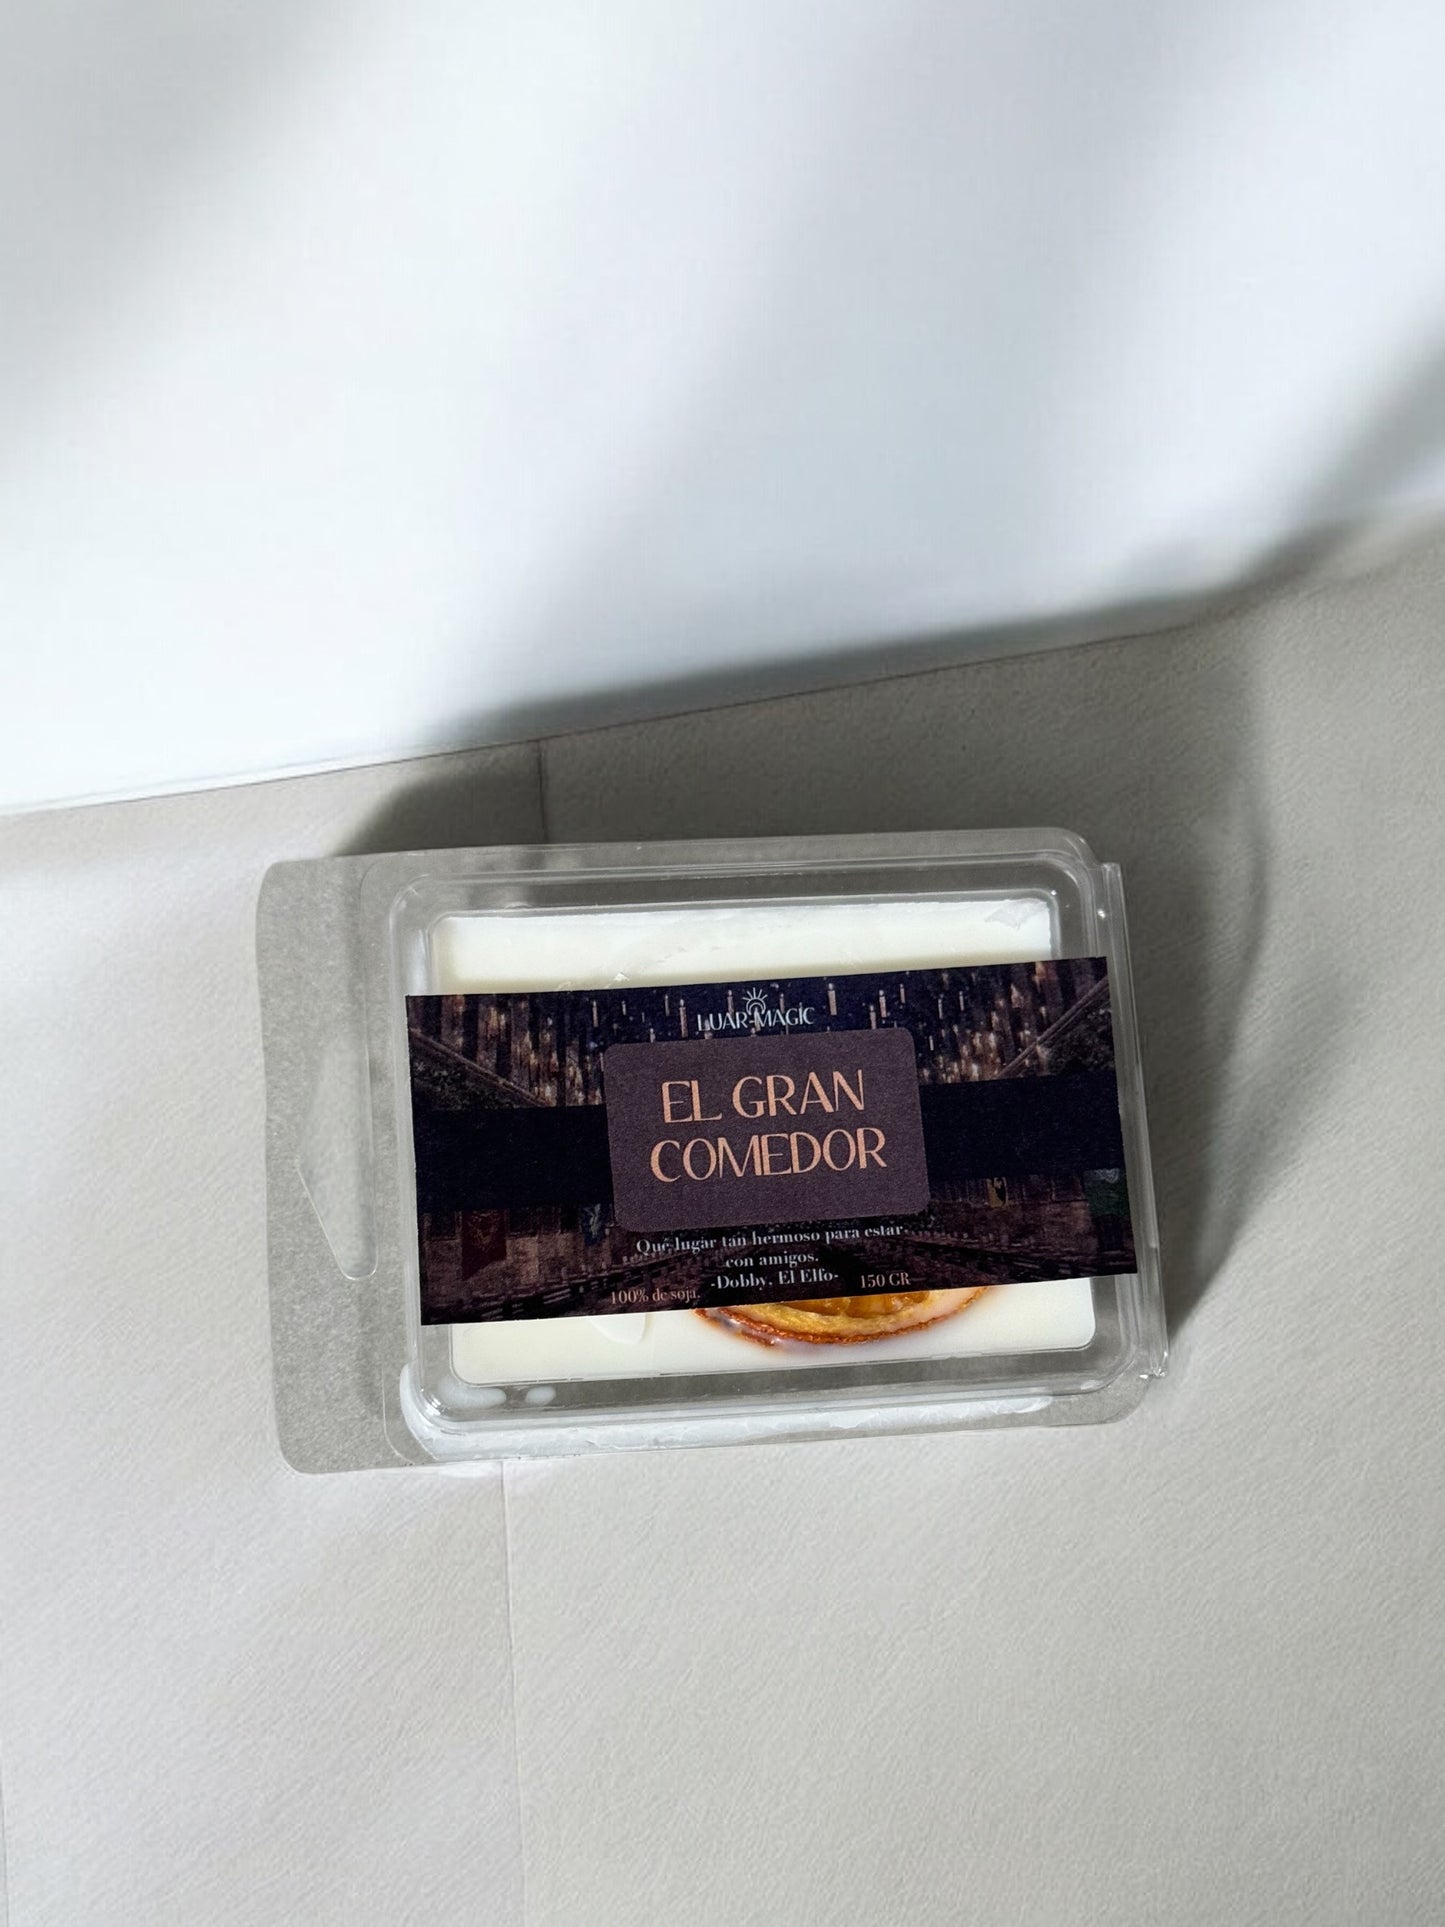 LUAR-MAGIC
EL GRAN
COMEDOR
Qué lugar tan hermoso para estar
con amigos.
-Dobby, El Elfo-
150 GR
100% de soja.